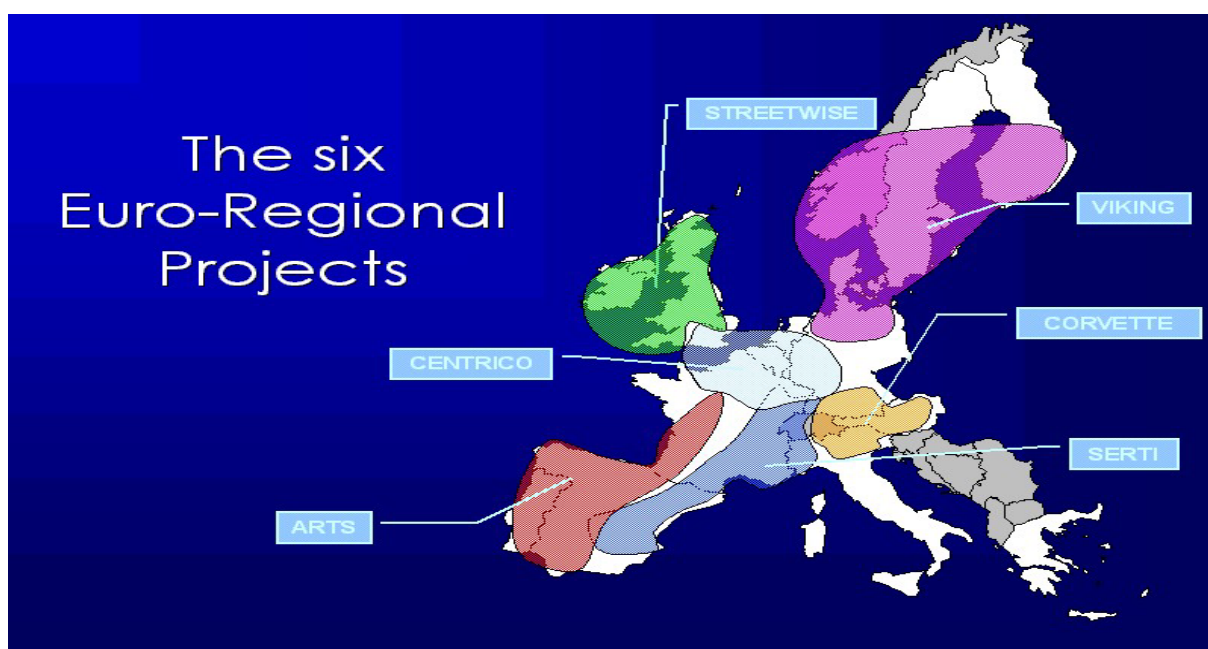 The six
Euro-Regional
Projects
STREETWISE
VIKING
CORVETTE
CENTRICO
SERTI
ARTS